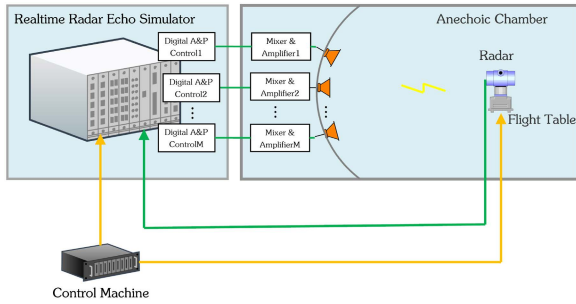 Realtime Radar Echo Simulator
Anechoic Chamber
Digital A&P
Control1
Mixer &
Amplifier1
Digital A&P
Control2
Mixer &
Amplifier2
Digital A&P
ControlM
Mixer &
AmplifierM
Radar
Flight Table
Control Machine